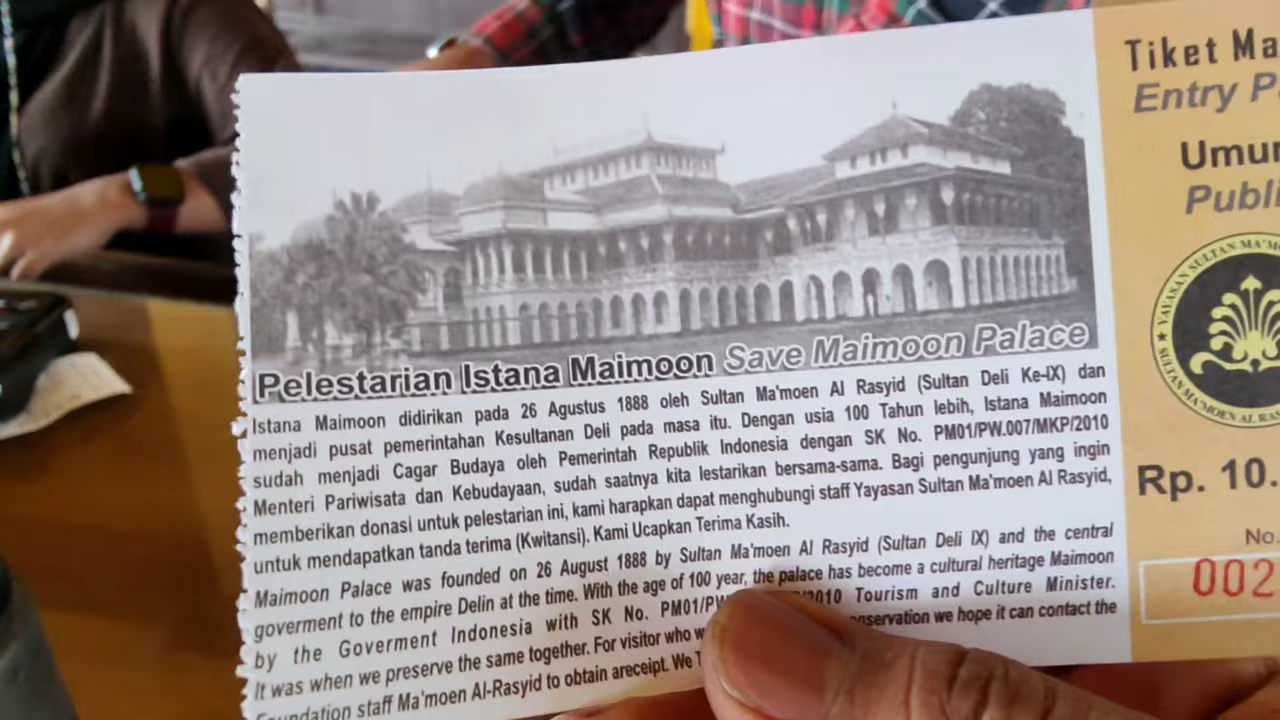 Pelestarian Istana Maimoon Save Maimoon Palace
Istana Maimoon didirikan pada 26 Agustus 1888 oleh Sultan Ma'moen Al Rasyid (Sultan Deli Ke-IX) dan
menjadi pusat pemerintahan Kesultanan Deli pada masa itu. Dengan usia 100 Tahun lebih, Istana Maimoon
sudah menjadi Cagar Budaya oleh Pemerintah Republik Indonesia dengan SK No. PM01/PW.007/MKP/2010
Menteri Pariwisata dan Kebudayaan, sudah saatnya kita lestarikan bersama-sama. Bagi pengunjung yang ingin
memberikan donasi untuk pelestarian ini, kami harapkan dapat menghubungi staff Yayasan Sultan Ma'moen Al Rasyid,
untuk mendapatkan tanda terima (Kwitansi). Kami Ucapkan Terima Kasih.
Maimoon Palace was founded on 26 August 1888 by Sultan Ma'moen Al Rasyid (Sultan Deli IX) and the central
goverment to the empire Delin at the time. With the age of 100 year, the palace has become a cultural heritage Maimoon
by the Goverment Indonesia with SK No. PM01/PW 2010 Tourism and Culture Minister.
It was when we preserve the same together. For visitor who we hope it can contact the
Foundation staff Ma'moen Al-Rasyid to obtain areceipt. We
Tiket
Entry
Rp. 10.
No.
002
YAYASAN SULTAN
SULTAN MA'MOEN AL